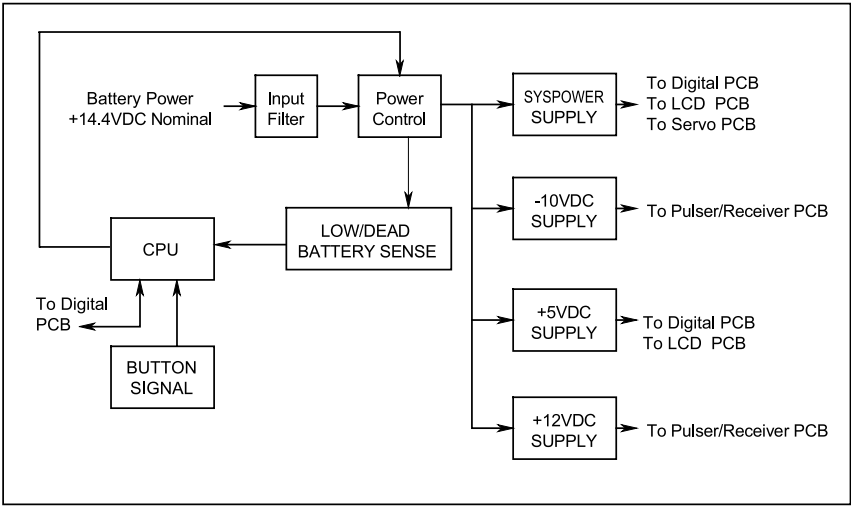 Battery Power
+14.4VDC Nominal
Input
Filter
Power
Control
SYSPOWER
SUPPLY
To Digital PCB
To LCD PCB
To Servo PCB
-10VDC
SUPPLY
To Pulser/Receiver PCB
LOW/DEAD
BATTERY SENSE
CPU
To Digital
PCB
BUTTON
SIGNAL
+5VDC
SUPPLY
To Digital PCB
To LCD PCB
+12VDC
SUPPLY
To Pulser/Receiver PCB